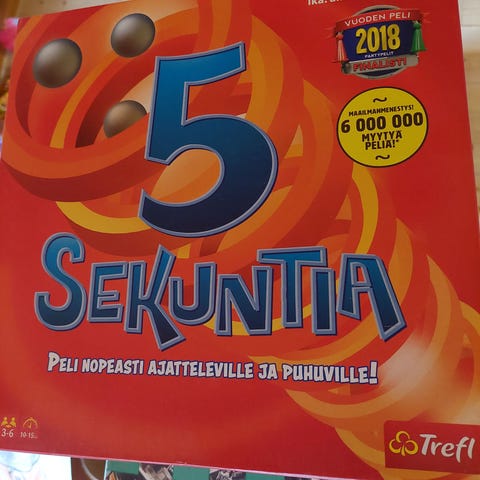 VUODEN PELI
2018
PARTYPELIT
FINALISTI
MAAILMANMENESTYS!
6 000 000
MYYTYÄ
PELIÄ!*
5
SEKUNTIA
PELI NOPEASTI AJATTELEVILLE JA PUHUVILLE!
3-6
10-15
Trefl